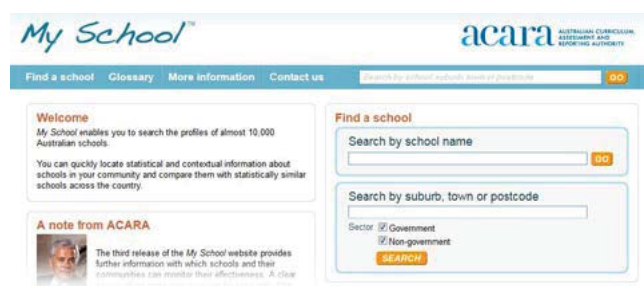 My School™
acara AUSTRALIAN CURRICULUM,
ASSESSMENT AND
REPORTING AUTHORITY
Find a school Glossary More information Contact us Search by school suburb town or postcode GO
Welcome
My School enables you to search the profiles of almost 10,000
Australian schools.
You can quickly locate statistical and contextual information about
schools in your community and compare them with statistically similar
schools across the country.
A note from ACARA
The third release of the My School website provides
further information with which schools and their
communities can monitor their effectiveness. A clear
Find a school
Search by school name
GO
Search by suburb, town or postcode
Sector Government
Non-government
SEARCH